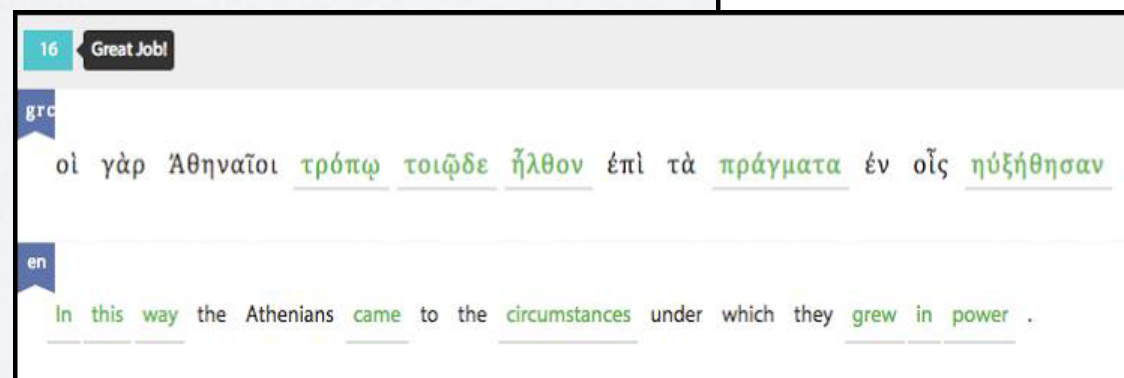 16 Great Job!
grc
οἱ γὰρ Ἀθηναῖοι τρόπῳ τοιῷδε ἦλθον ἐπὶ τὰ πράγματα ἐν οἷς ηὐξήθησαν
en
In this way the Athenians came to the circumstances under which they grew in power .